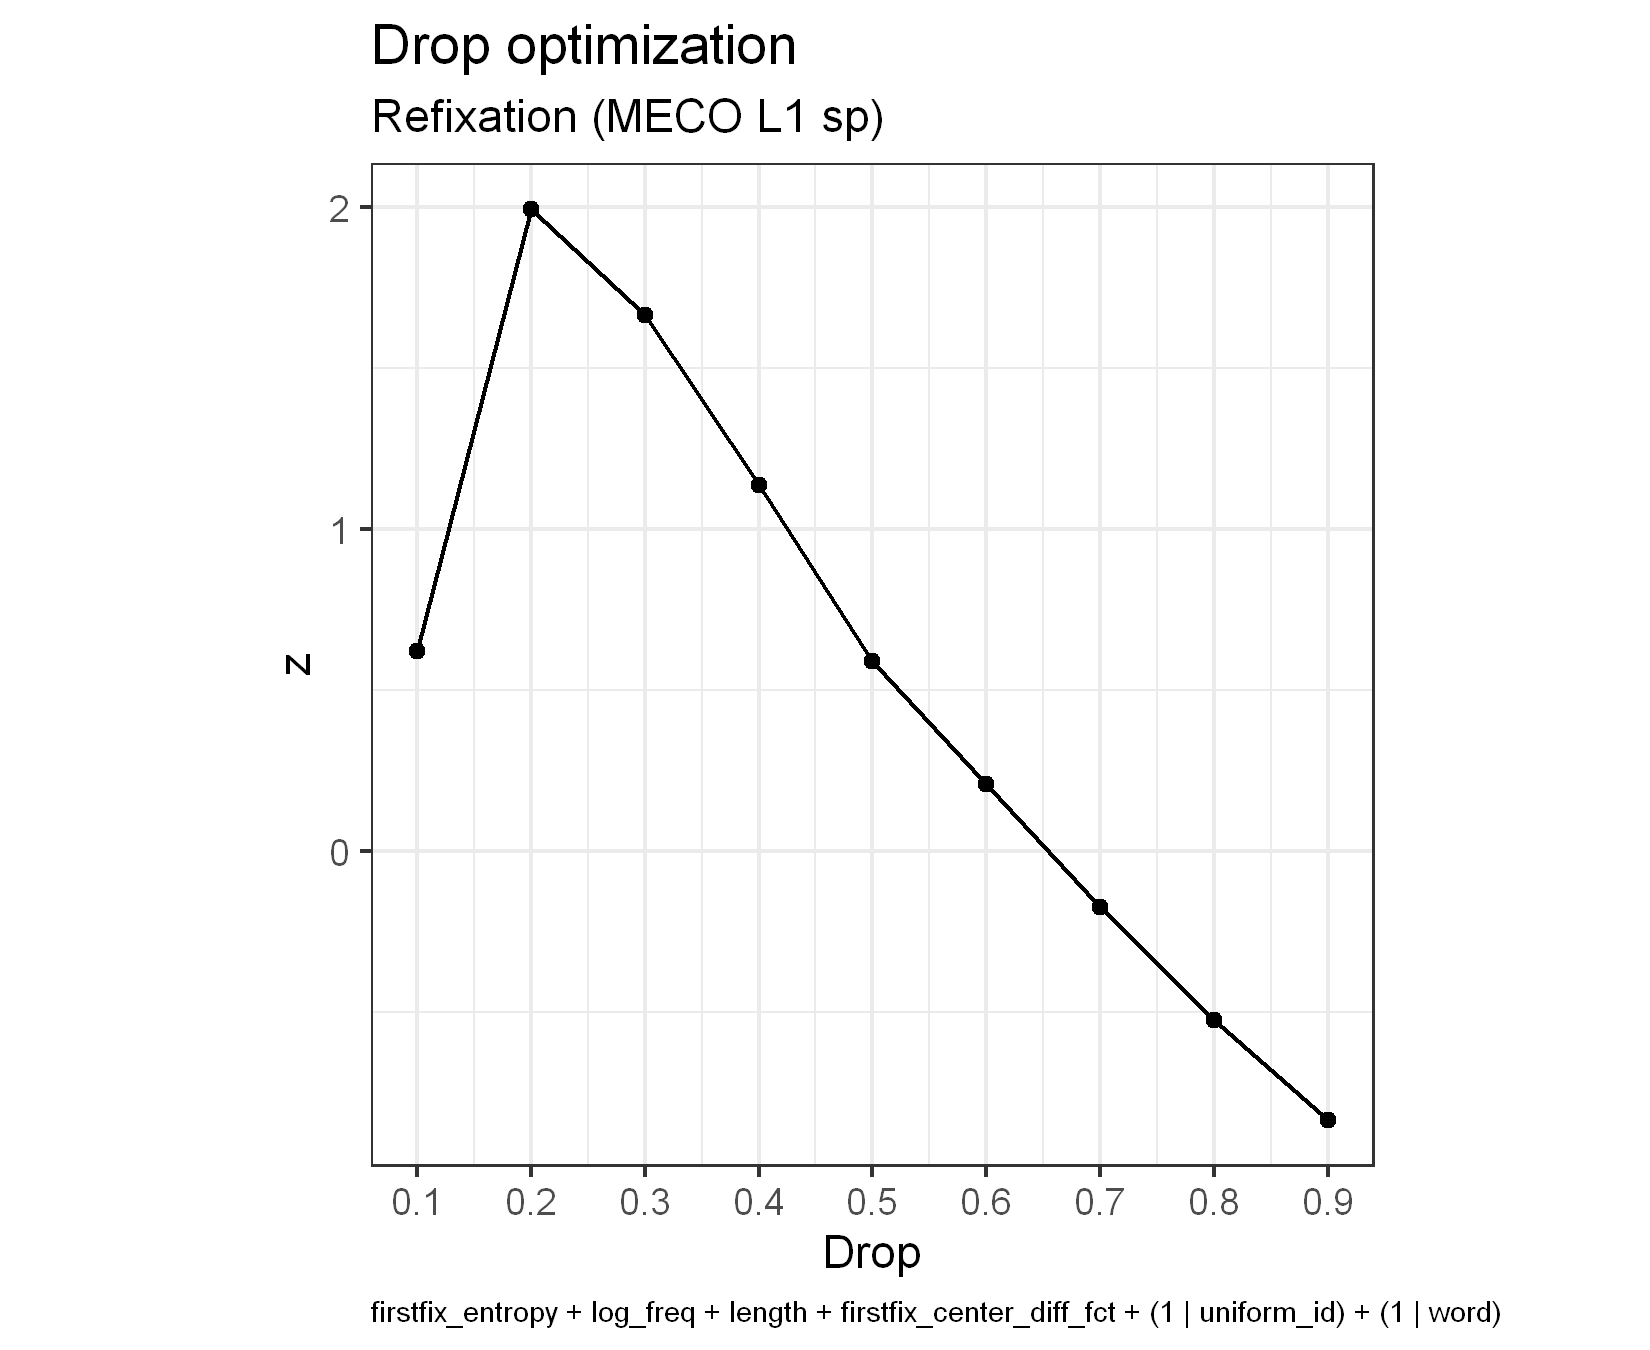 Drop optimization
Refixation (MECO L1 sp)
2
1
0
z
0.1 0.2 0.3 0.4 0.5 0.6 0.7 0.8 0.9
Drop
firstfix_entropy + log_freq + length + firstfix_center_diff_fct + (1 | uniform_id) + (1 | word)